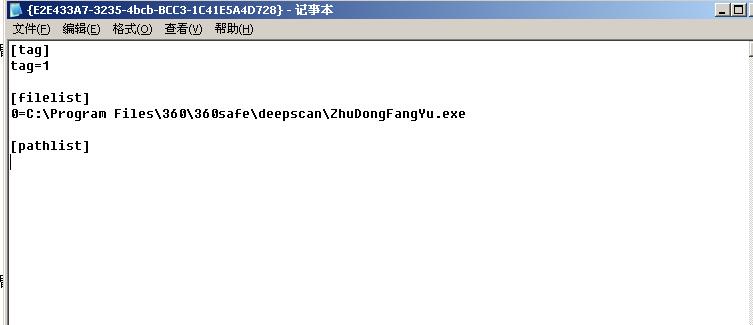 {E2E433A7-3235-4bcb-BCC3-1C41E5A4D728} - 记事本
文件(F) 编辑(E) 格式(O) 查看(V) 帮助(H)
[tag]
tag=1
[filelist]
0=C:\Program Files\360\360safe\deepscan\ZhuDongFangYu.exe
[pathlist]